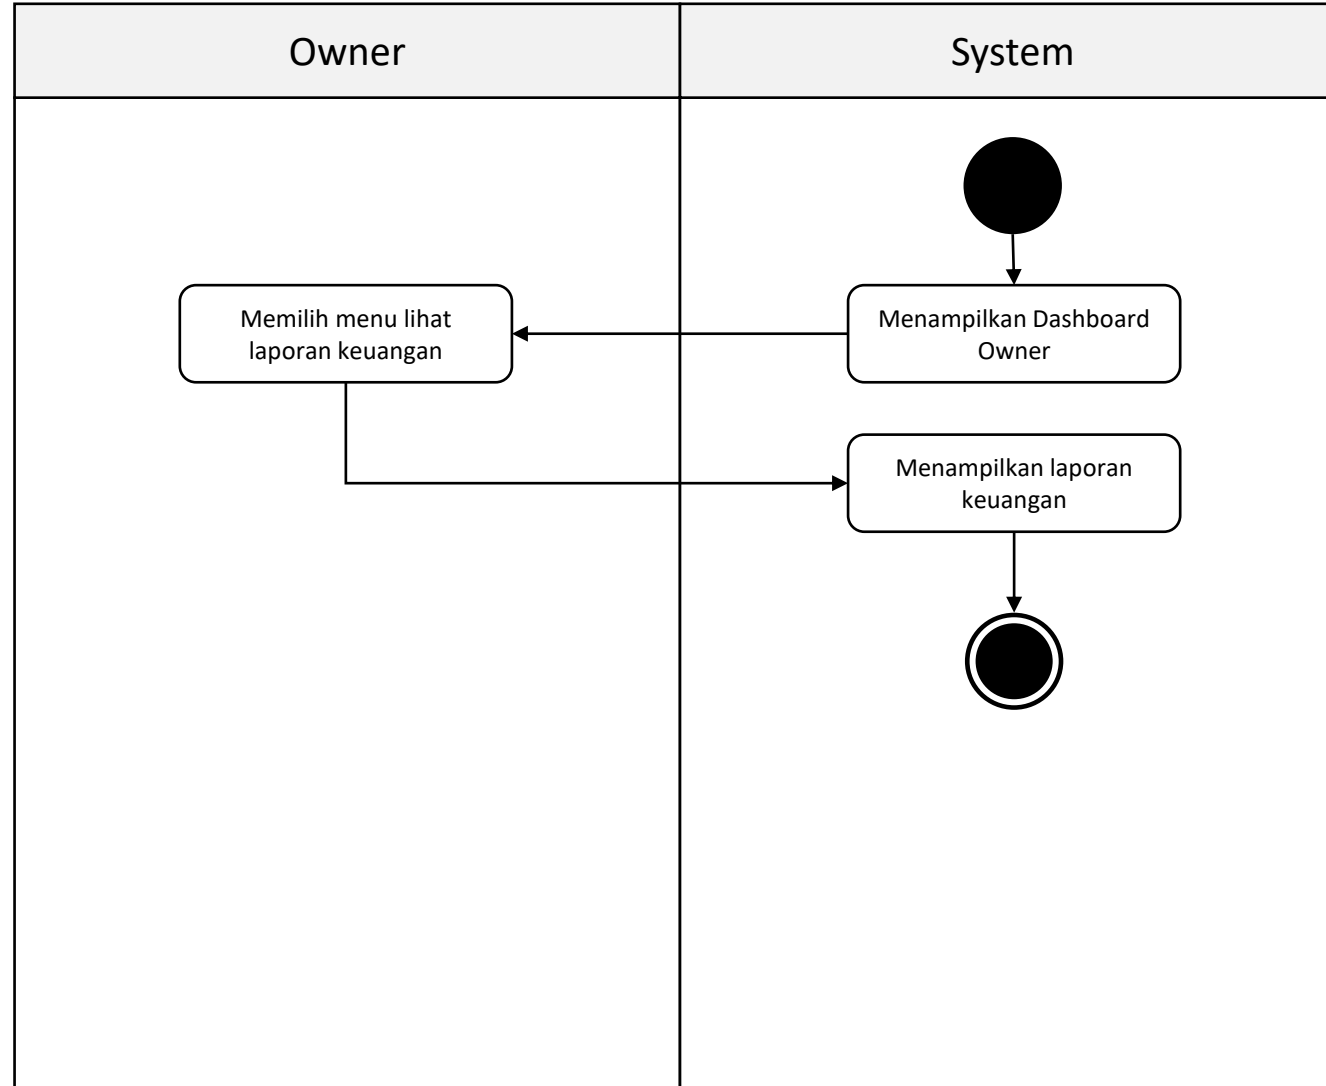 Owner
System
Memilih menu lihat
laporan keuangan
Menampilkan Dashboard
Owner
Menampilkan laporan
keuangan